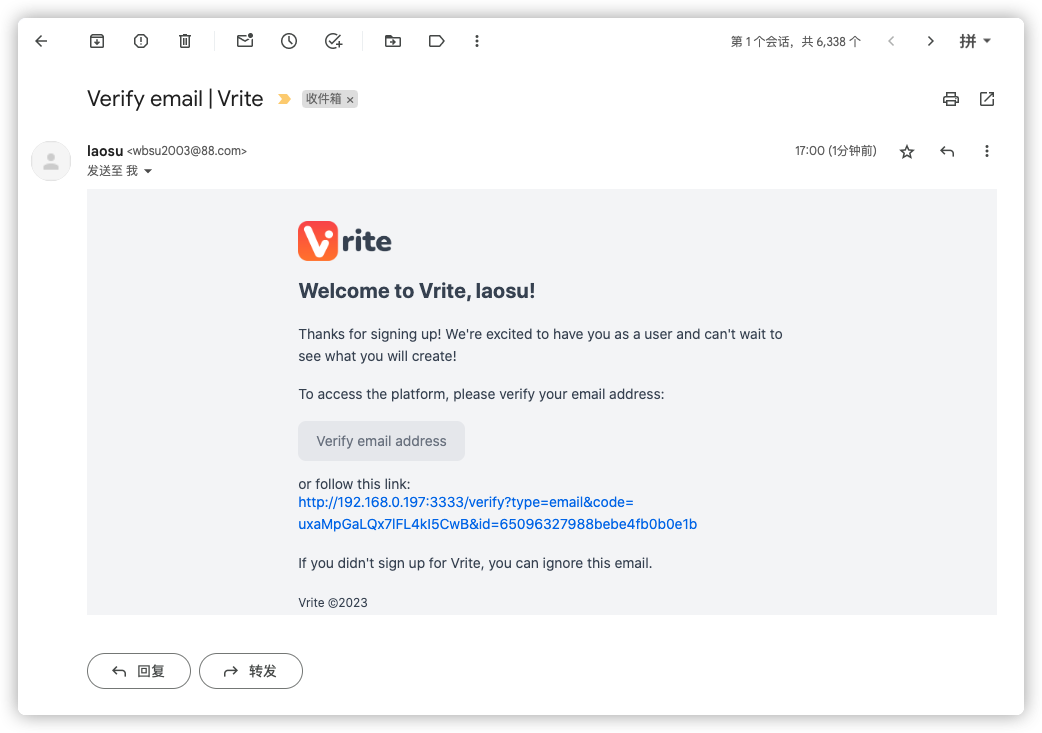 第 1 个会话，共 6,338 个
拼
Verify email | Vrite
收件箱 ×
laosu <wbsu2003@88.com>
17:00 (1分钟前)
发送至 我
Vrite
Welcome to Vrite, laosu!
Thanks for signing up! We're excited to have you as a user and can't wait to
see what you will create!
To access the platform, please verify your email address:
Verify email address
or follow this link:
http://192.168.0.197:3333/verify?type=email&code=
uxaMpGaLQx7lFL4kI5CwB&id=65096327988bebe4fb0b0e1b
If you didn't sign up for Vrite, you can ignore this email.
Vrite ©2023
回复
转发